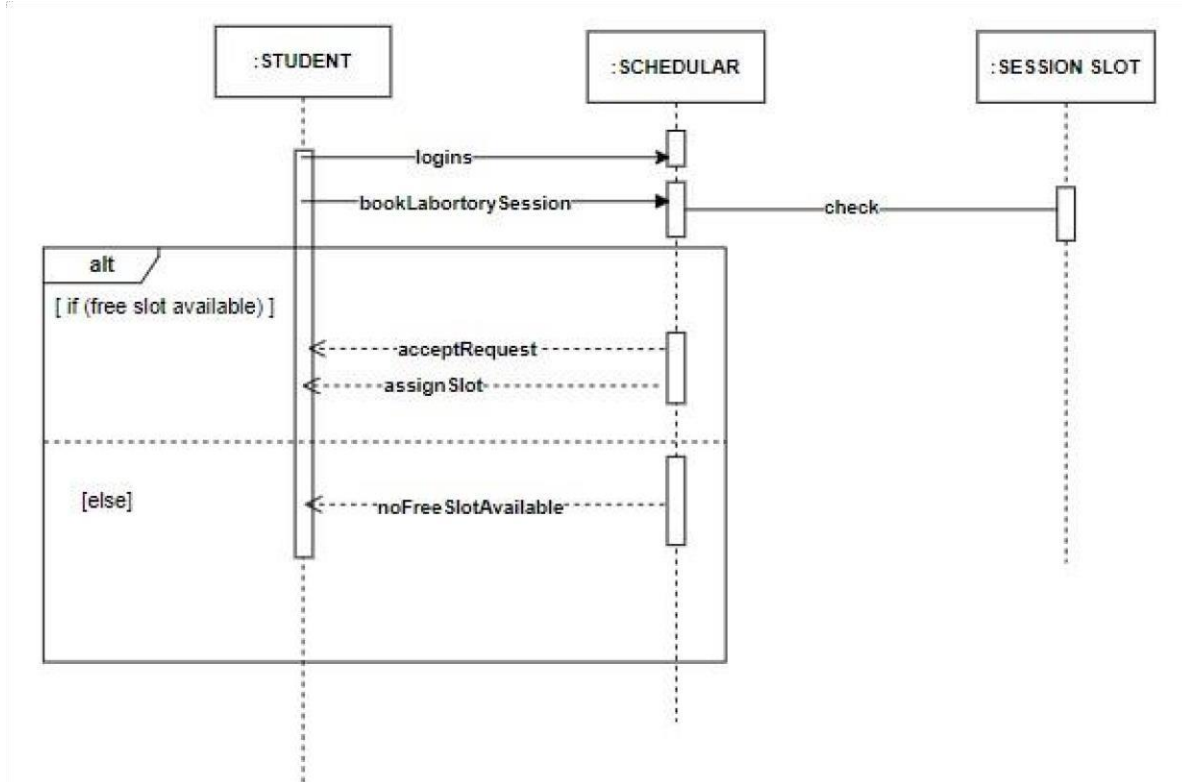 :STUDENT
:SCHEDULAR
:SESSION SLOT
logins
bookLabortorySession
check
alt
[ if (free slot available) ]
acceptRequest
assignSlot
[else]
noFreeSlotAvailable